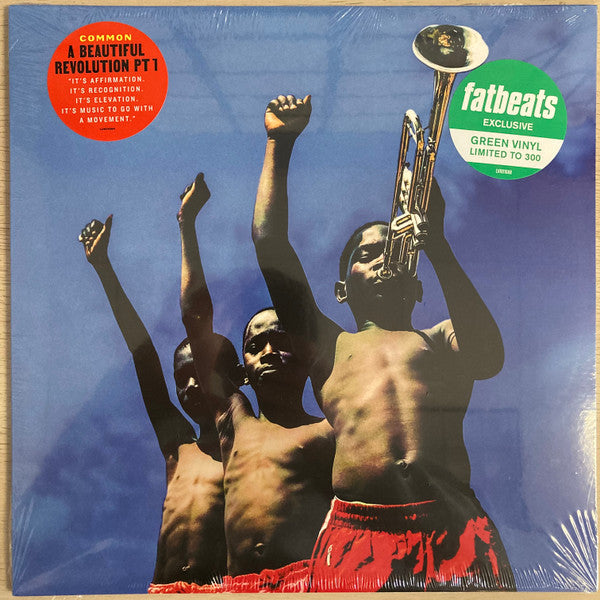 COMMON
A BEAUTIFUL
REVOLUTION PT 1
"IT'S AFFIRMATION.
IT'S RECOGNITION.
IT'S ELEVATION.
IT'S MUSIC TO GO WITH
A MOVEMENT."
fatbeats
EXCLUSIVE
GREEN VINYL
LIMITED TO 300